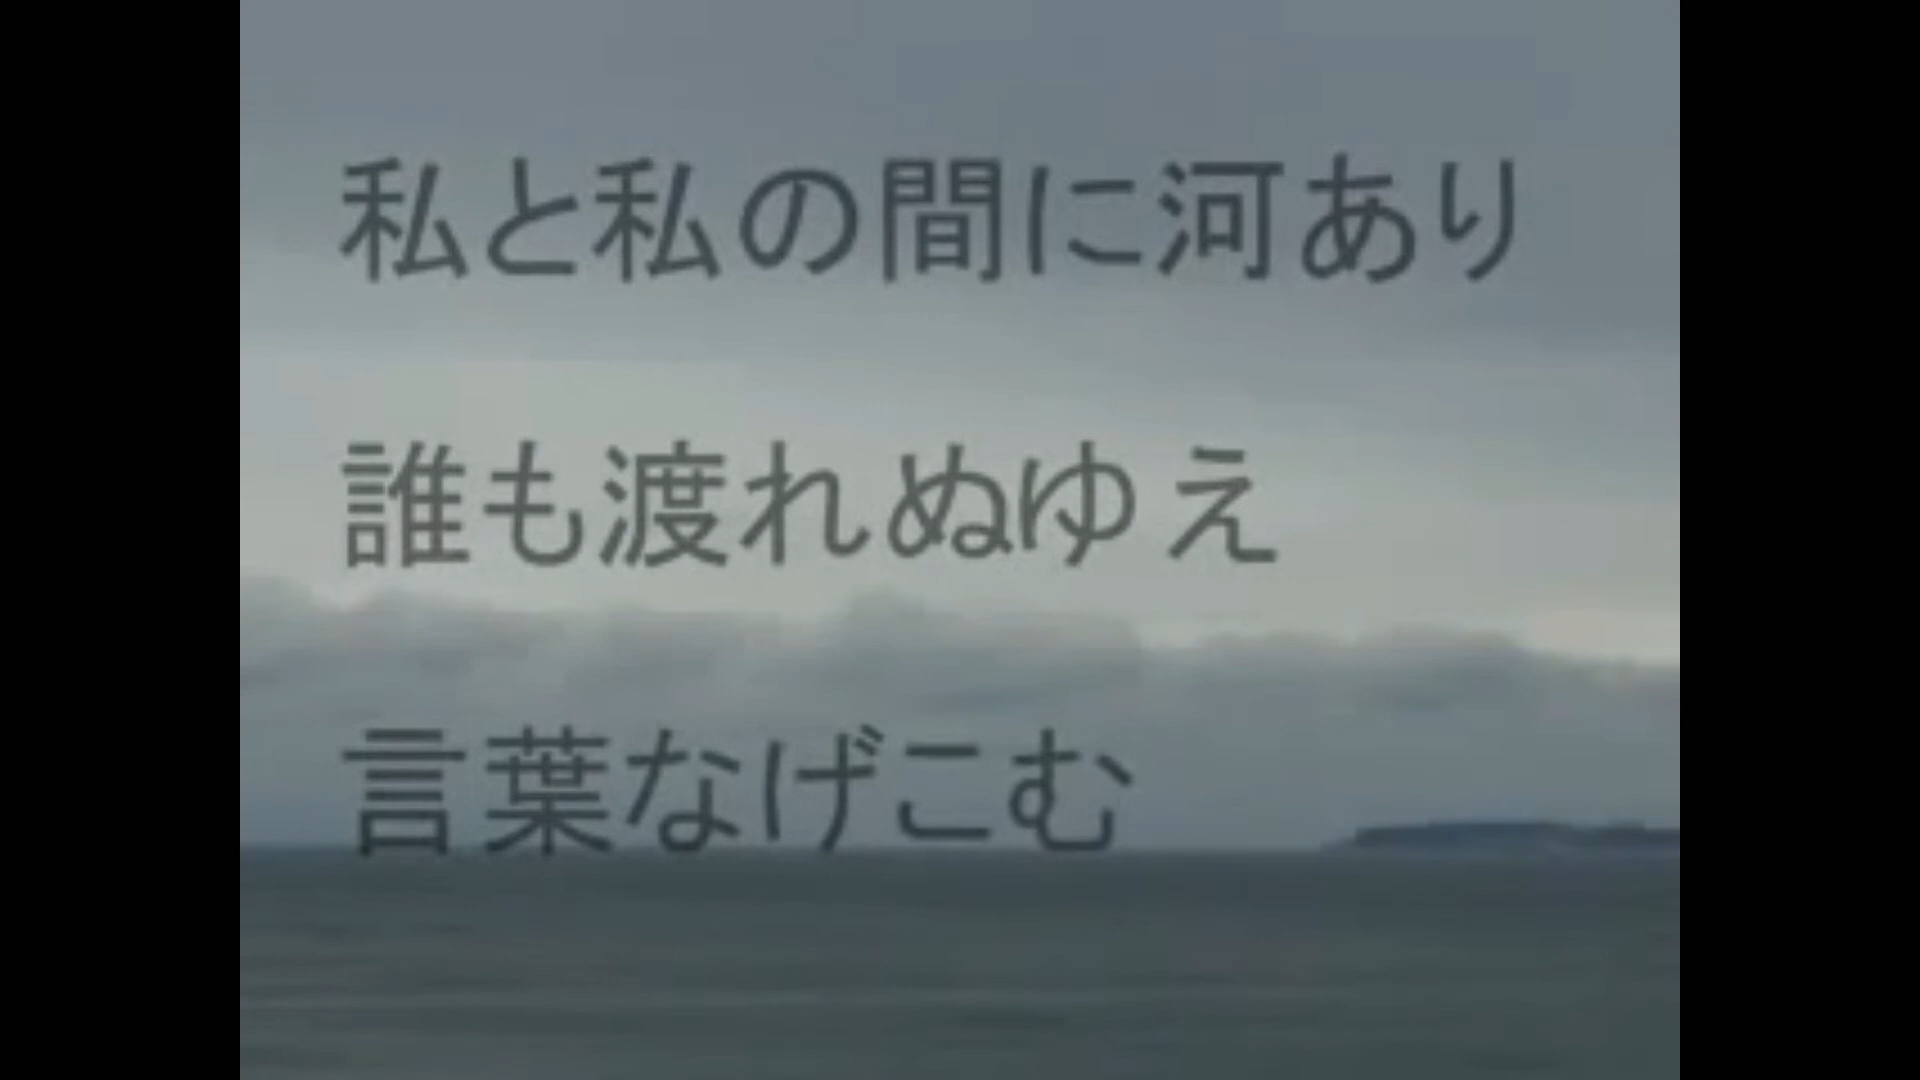 私と私の間に河あり
誰も渡れぬゆえ
言葉なげこむ